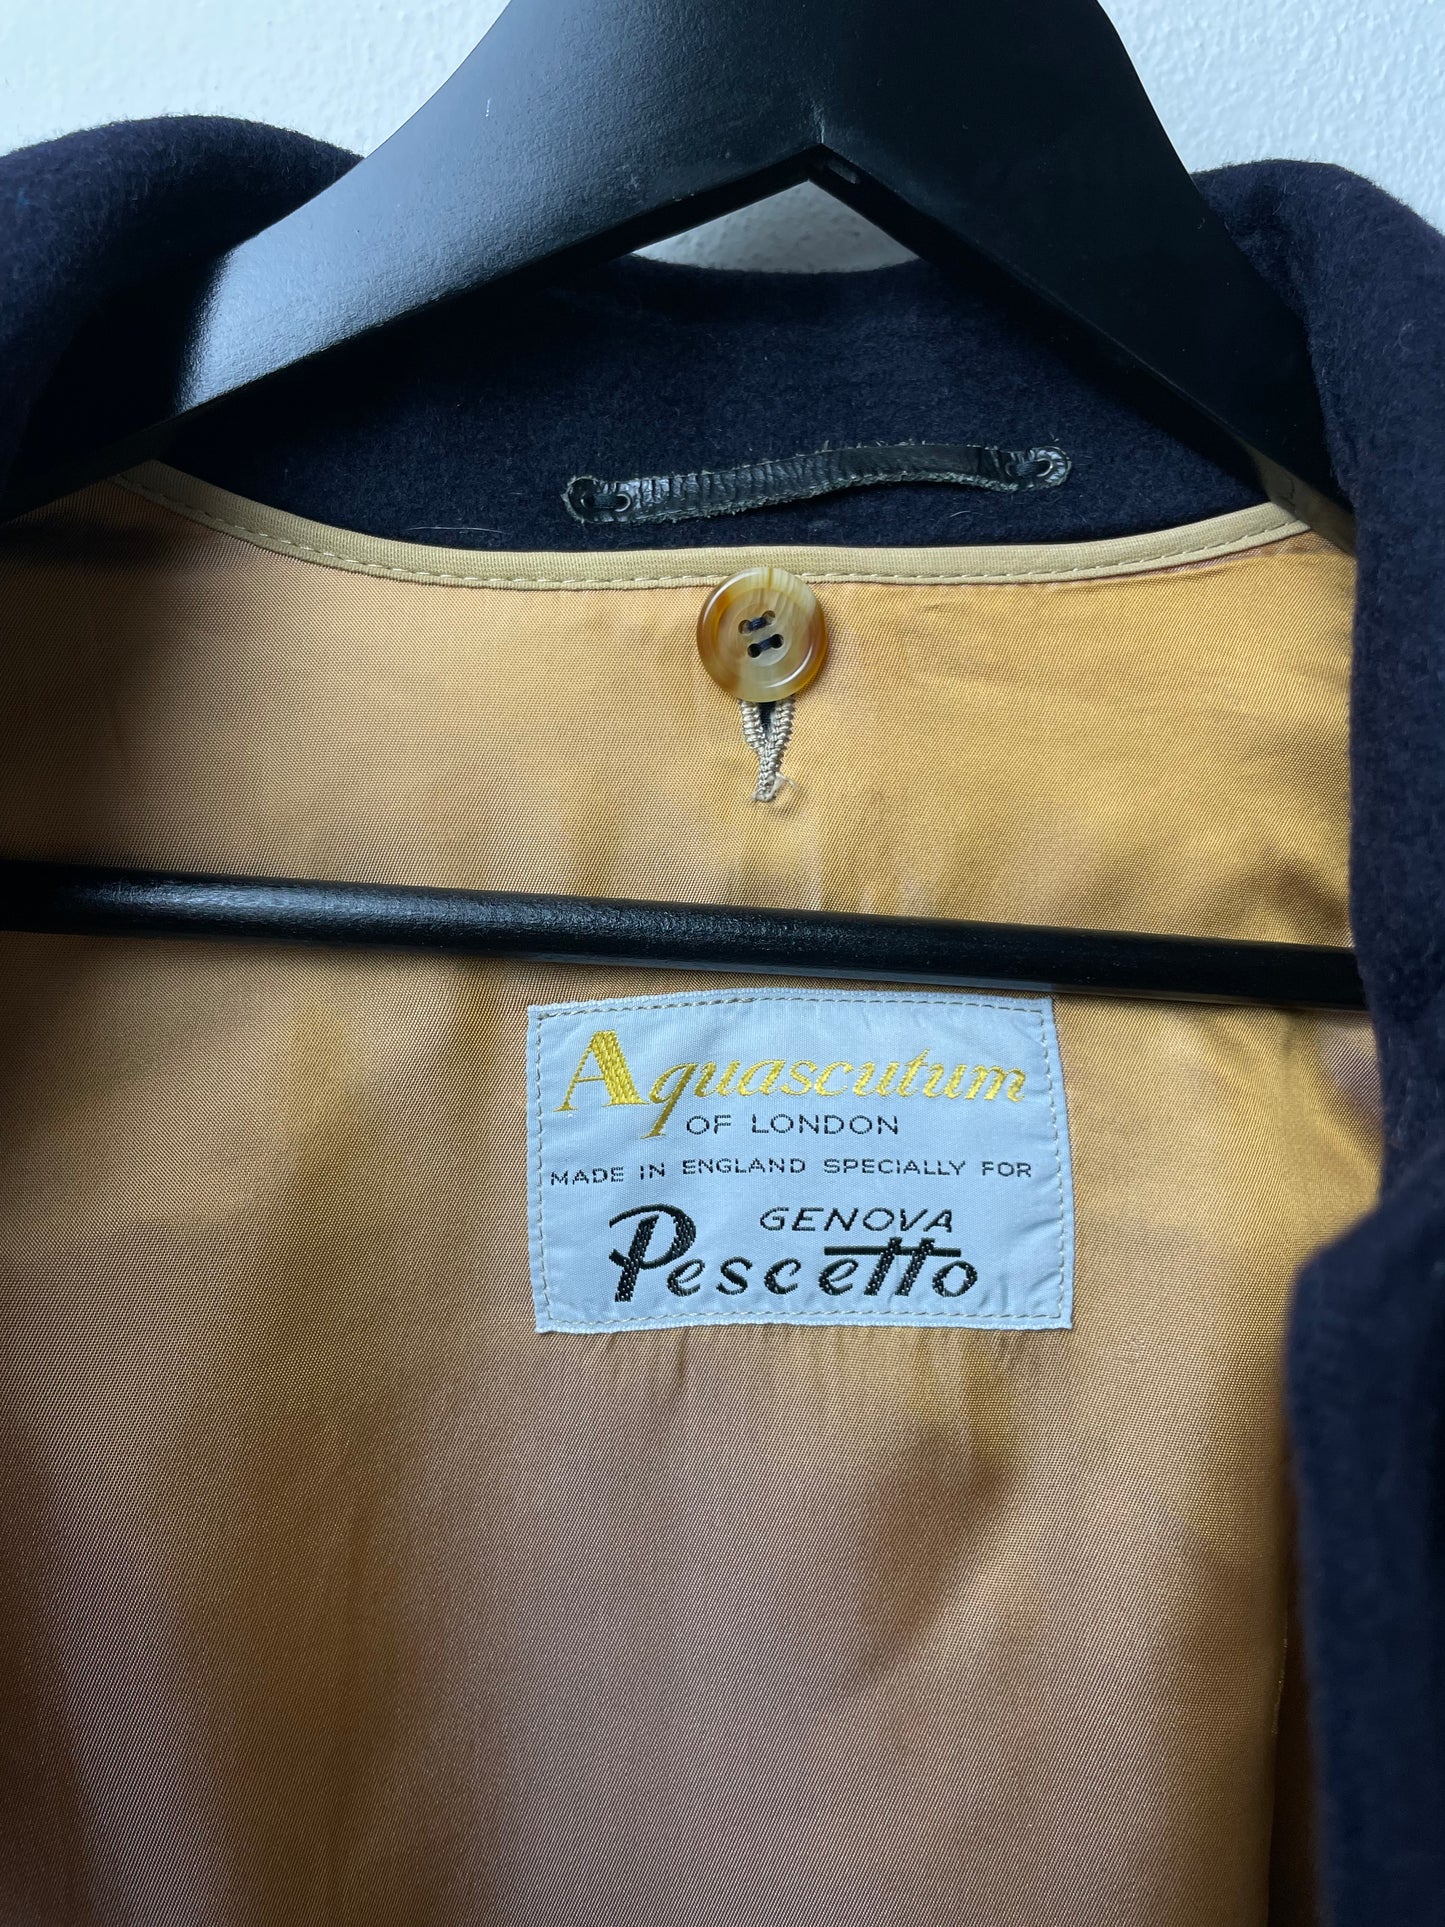 Aquascutum
OF LONDON
MADE IN ENGLAND SPECIALLY FOR
GENOVA
Pescetto